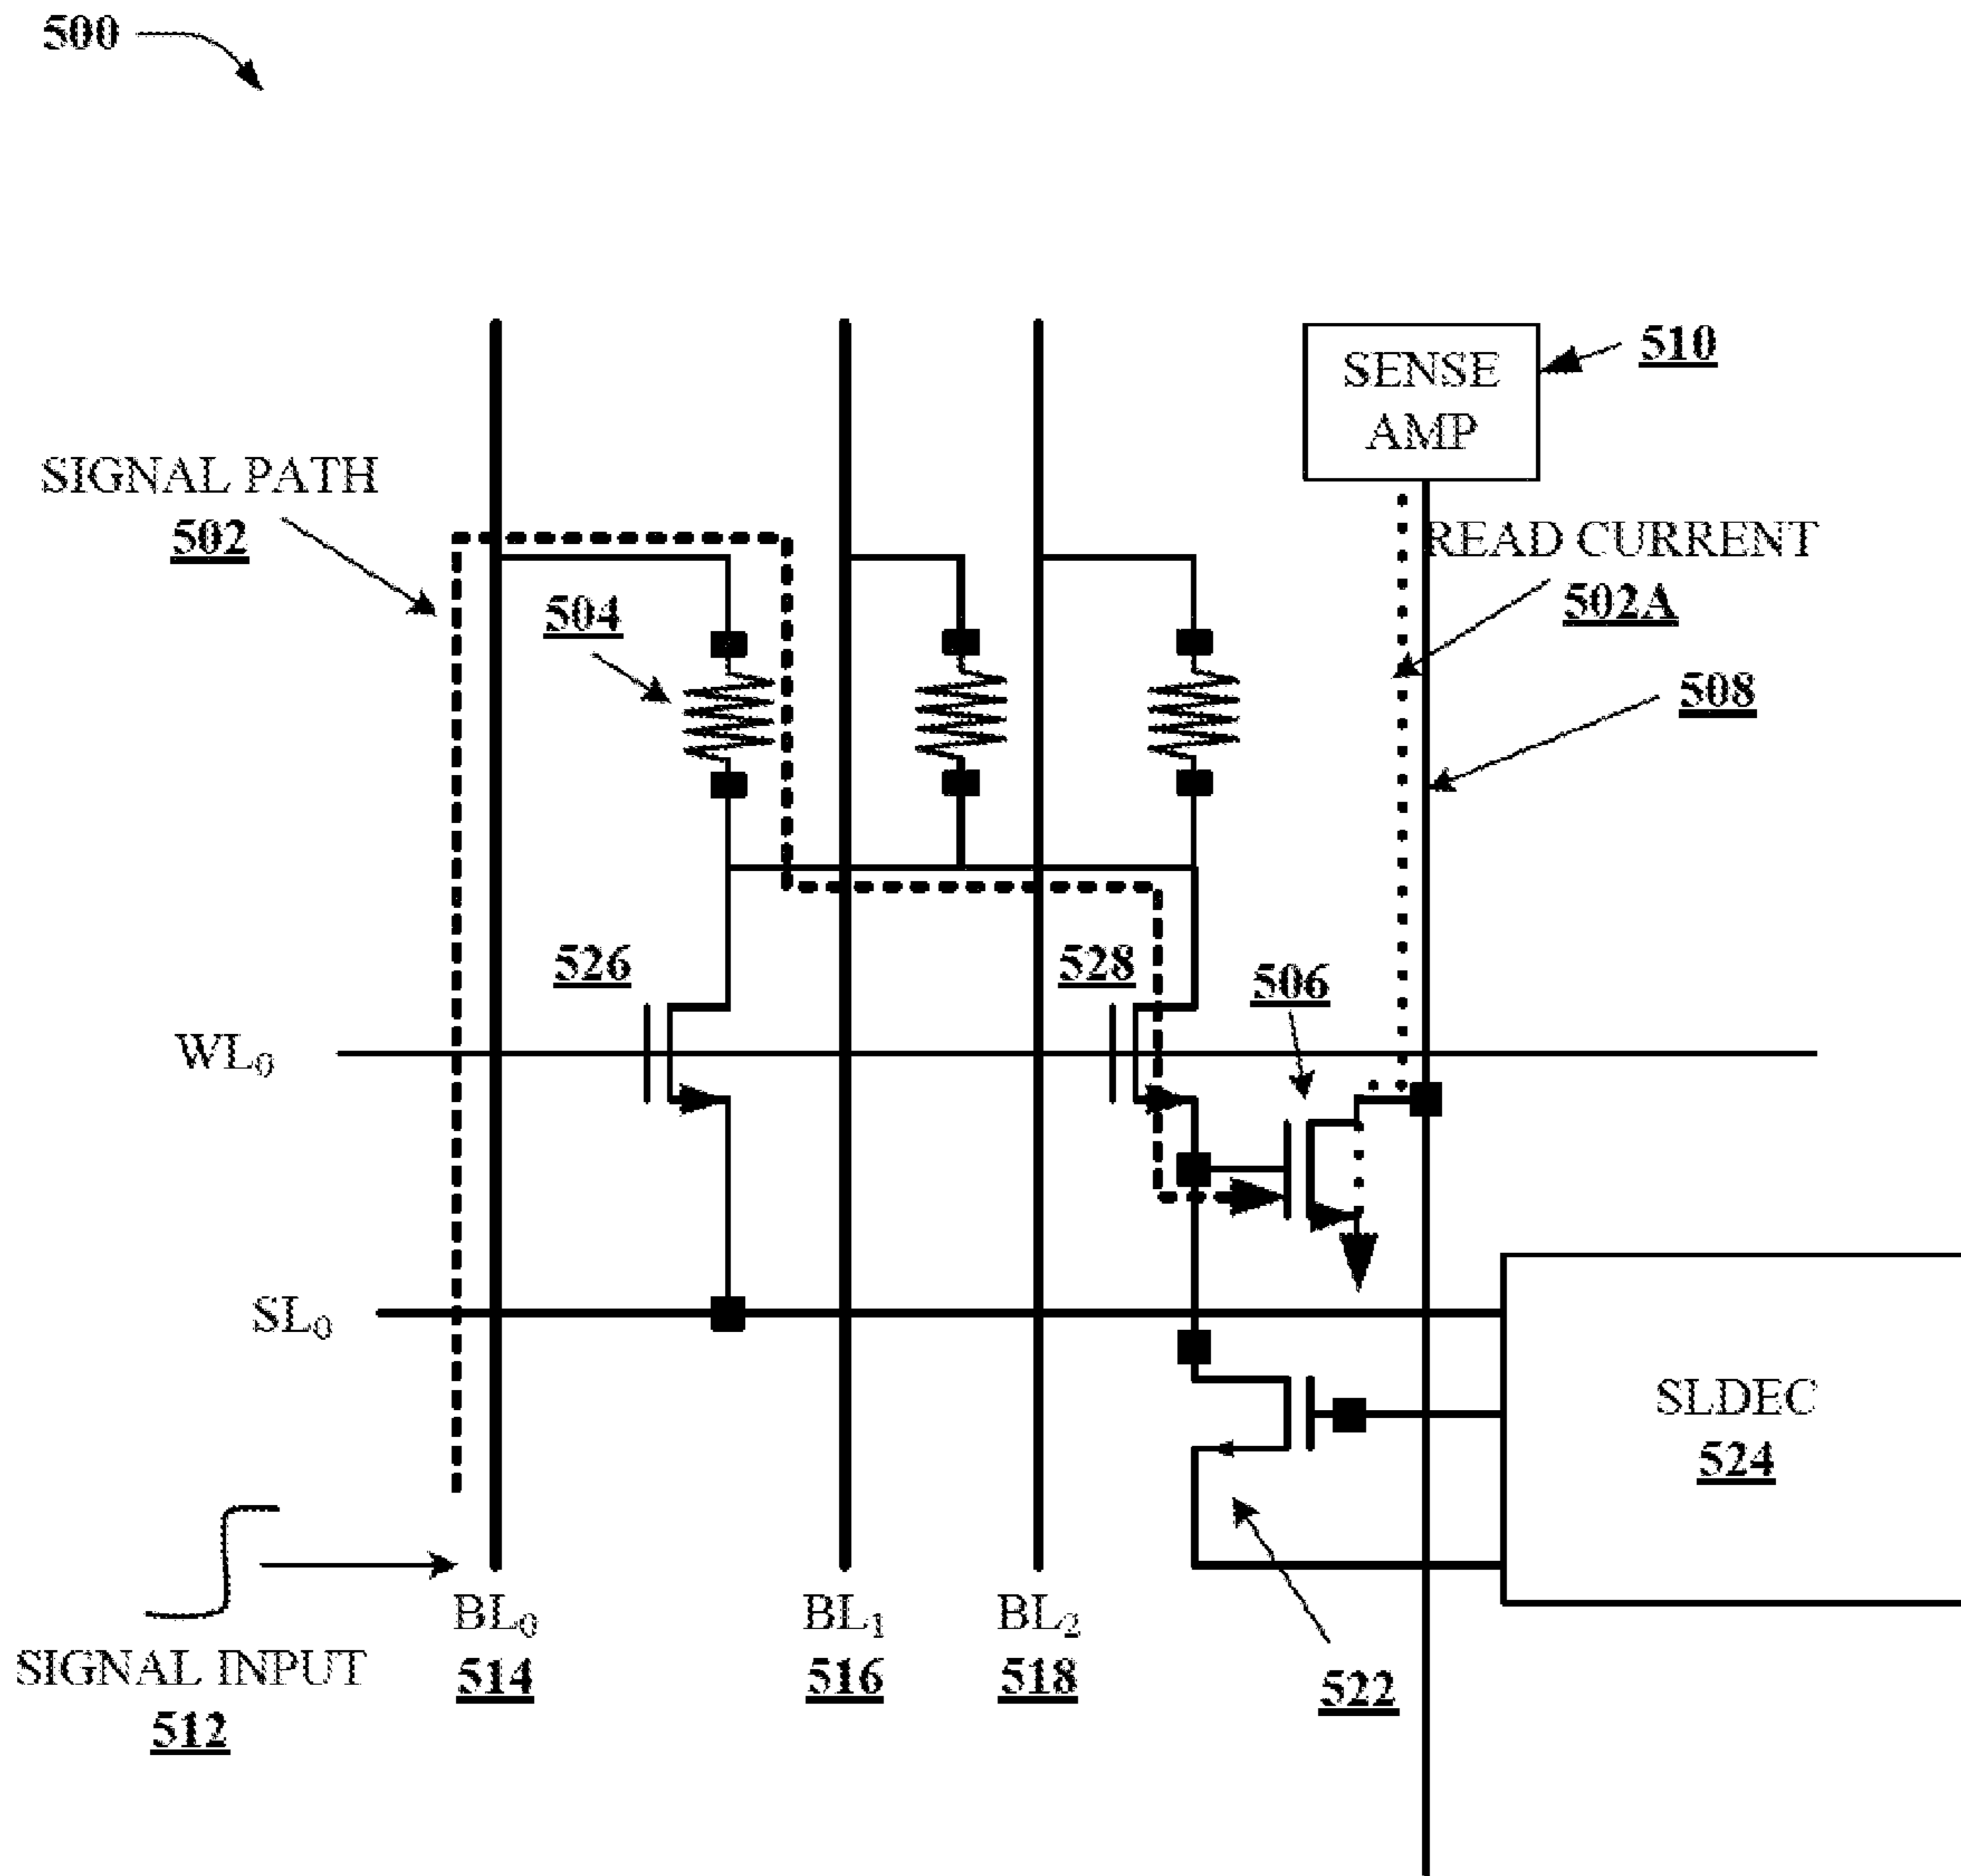 500
SENSE
AMP
510
SIGNAL PATH
502
READ CURRENT
502A
504
508
526
528
506
WL₀
SL₀
SLDEC
524
BL₀
514
BL₁
516
BL₂
518
522
SIGNAL INPUT
512